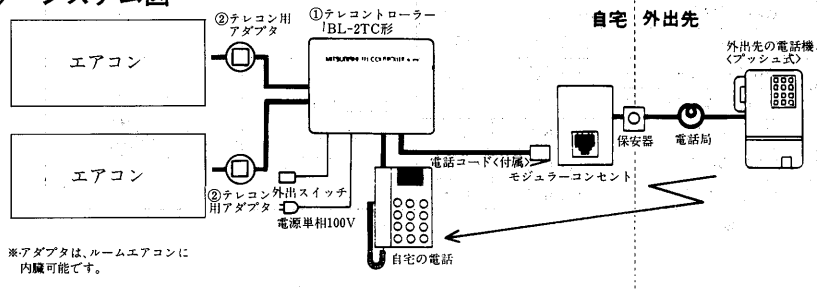 システム図
②テレコン用
アダプタ
①テレコントローラー
BL-2TC形
自宅
外出先
外出先の電話機
〈プッシュ式〉
エアコン
保安器
電話局
電話コード〈付属〉
モジュラーコンセント
エアコン
②テレコン
用アダプタ
外出スイッチ
電源単相100V
自宅の電話
※アダプタは、ルームエアコンに
内臓可能です。